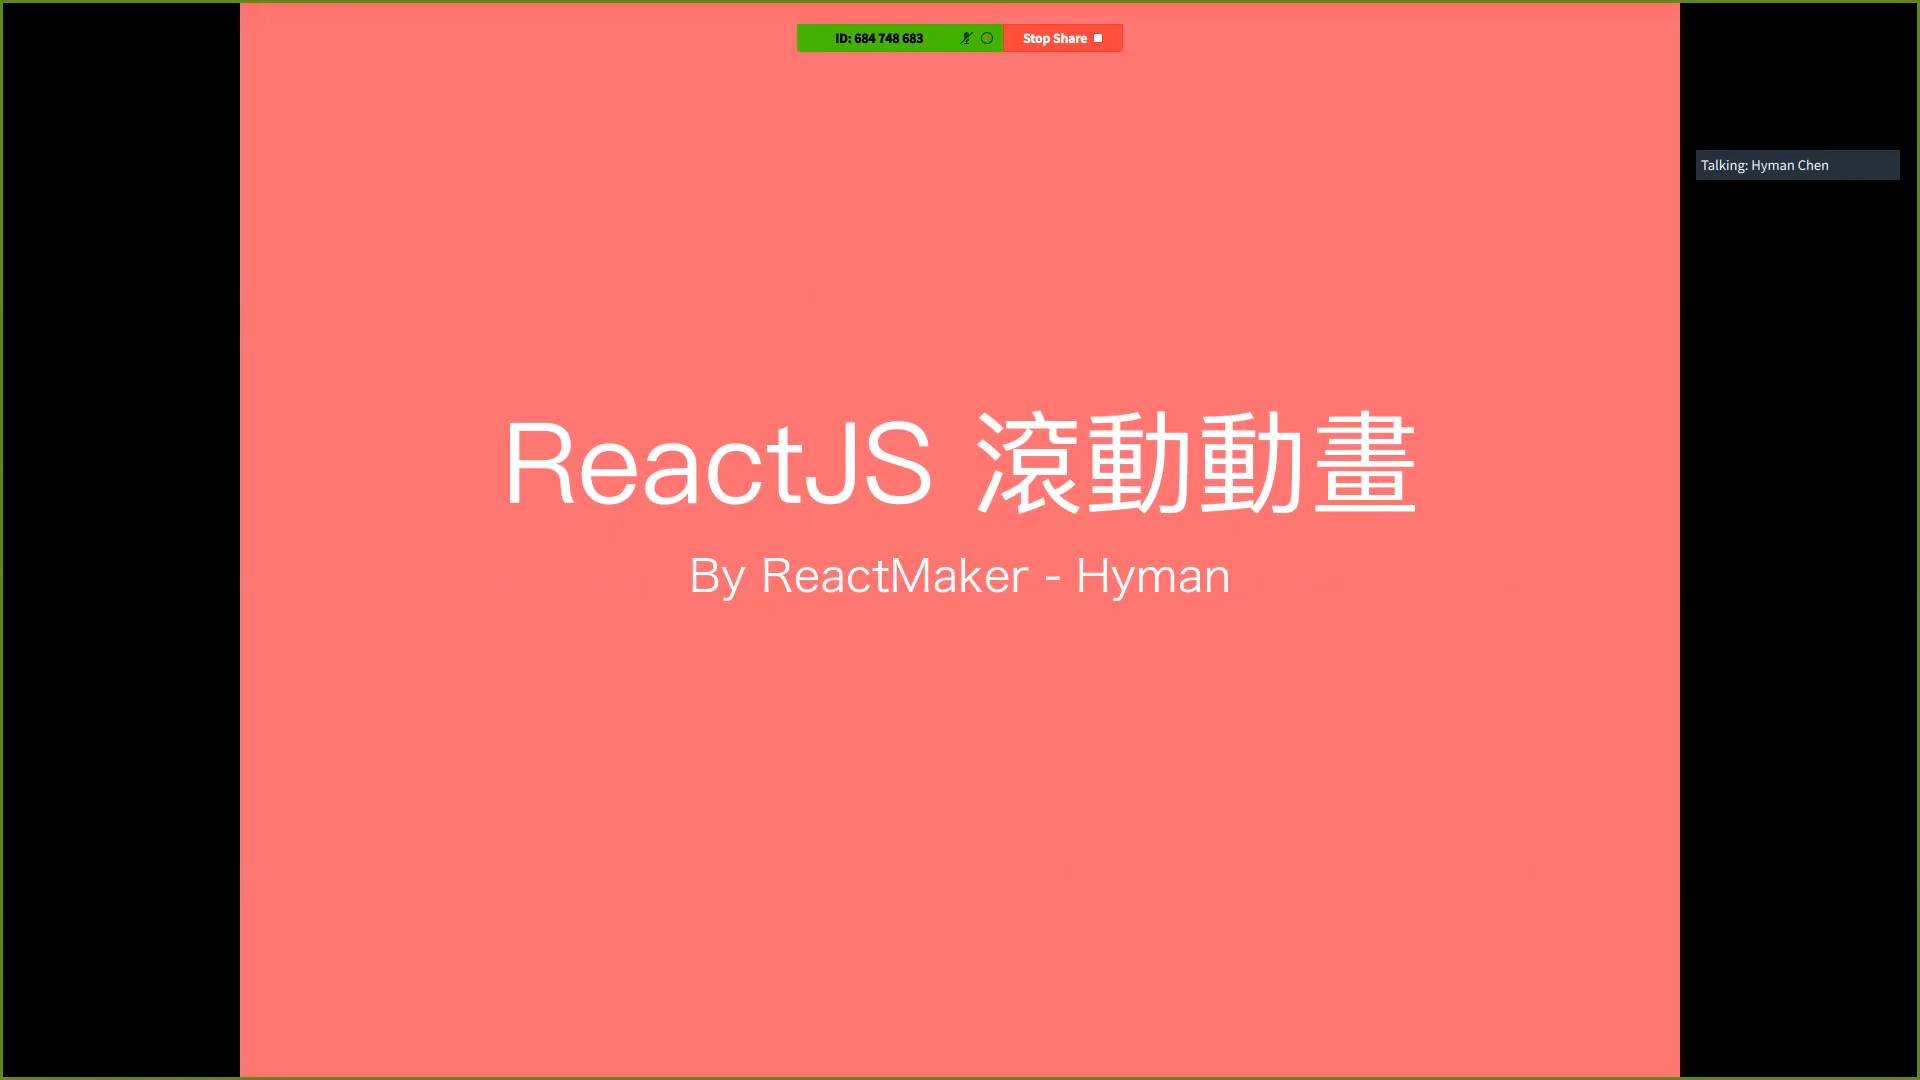 ID: 684 748 683
Stop Share
Talking: Hyman Chen
ReactJS 滾動動畫
By ReactMaker - Hyman